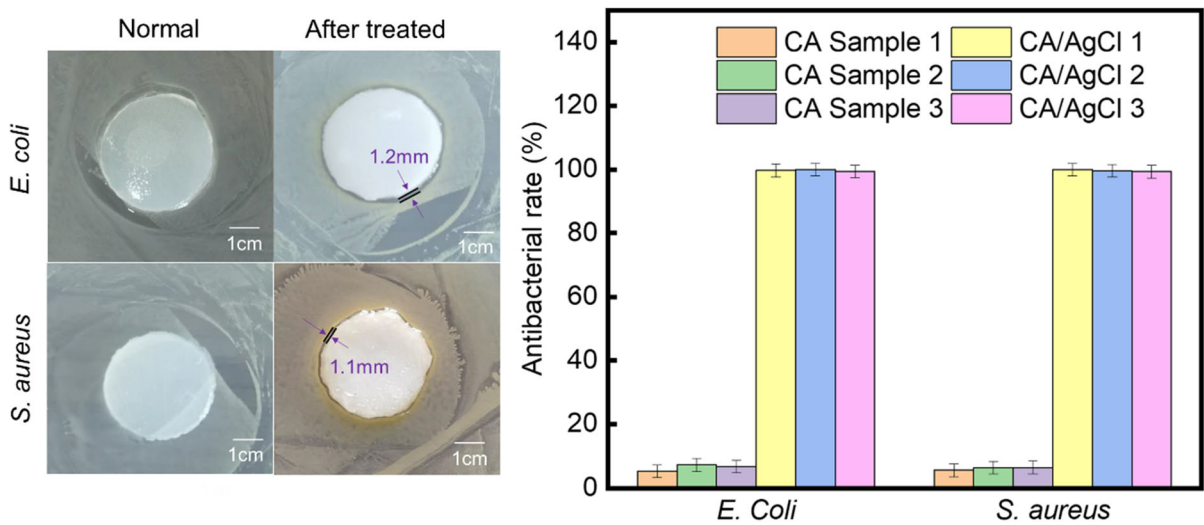 Normal
After treated
E. coli
1.2mm
1cm
1cm
S. aureus
1.1mm
1cm
1cm
Antibacterial rate (%)
140
120
100
80
60
40
20
0
CA Sample 1
CA/AgCl 1
CA Sample 2
CA/AgCl 2
CA Sample 3
CA/AgCl 3
E. Coli
S. aureus